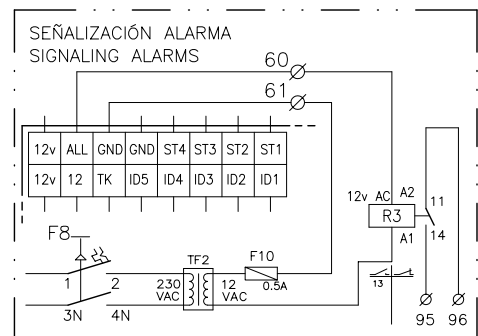 SEÑALIZACIÓN ALARMA
SIGNALING ALARMS
60
61
12v ALL GND GND ST4 ST3 ST2 ST1
12v 12 TK ID5 ID4 ID3 ID2 ID1
12v AC A2
R3
A1
11
14
F8
1 2
3N 4N
TF2
230 VAC
12 VAC
F10
0.5A
13
95 96